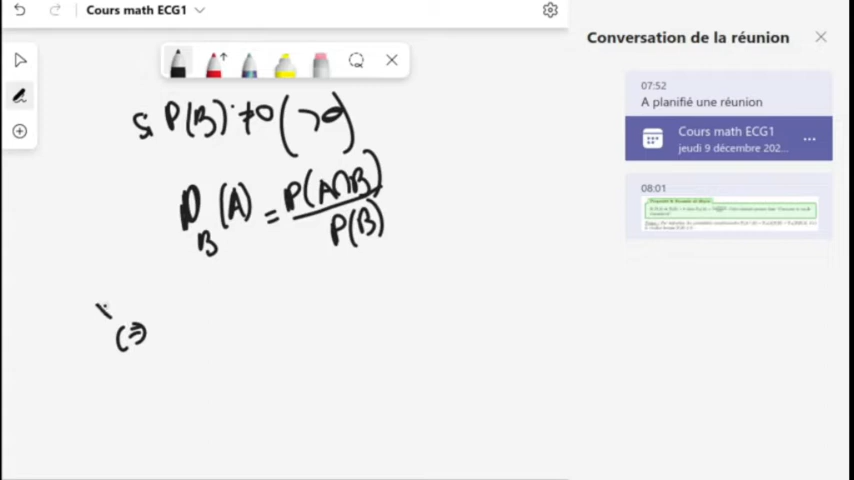 Cours math ECG1
Si P(B) ≠ 0 (>0)
P_B(A) = P(A∩B) / P(B)
(=)
Conversation de la réunion
07:52
A planifié une réunion
Cours math ECG1
jeudi 9 décembre 202...
08:01